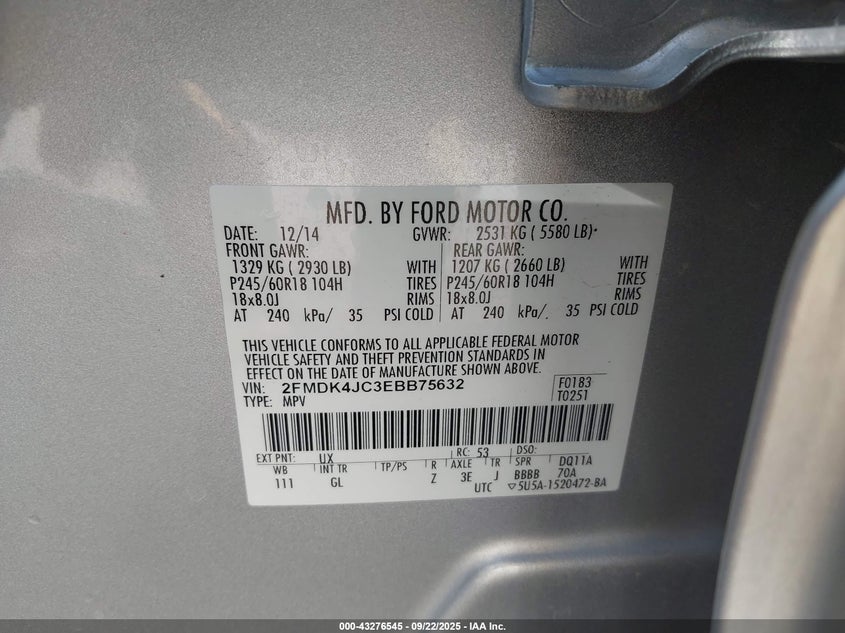 MFD. BY FORD MOTOR CO.
DATE: 12/14 GVWR: 2531 KG ( 5580 LB)*
FRONT GAWR: REAR GAWR:
1329 KG ( 2930 LB) WITH 1207 KG ( 2660 LB) WITH
P245/60R18 104H TIRES P245/60R18 104H TIRES
18x8.0J RIMS 18x8.0J RIMS
AT 240 kPa/ 35 PSI COLD AT 240 kPa/. 35 PSI COLD
THIS VEHICLE CONFORMS TO ALL APPLICABLE FEDERAL MOTOR
VEHICLE SAFETY AND THEFT PREVENTION STANDARDS IN
EFFECT ON THE DATE OF MANUFACTURE SHOWN ABOVE.
VIN: 2FMDK4JC3EBB75632 F0183
TYPE: MPV T0251
EXT PNT: UX RC: 53 DSO:
WB INT TR TP/PS R AXLE TR SPR DQ11A
111 GL Z 3E J BBBB 70A
UTC ▽5U5A-1520472-BA
000-43276545 - 09/22/2025 - IAA Inc.